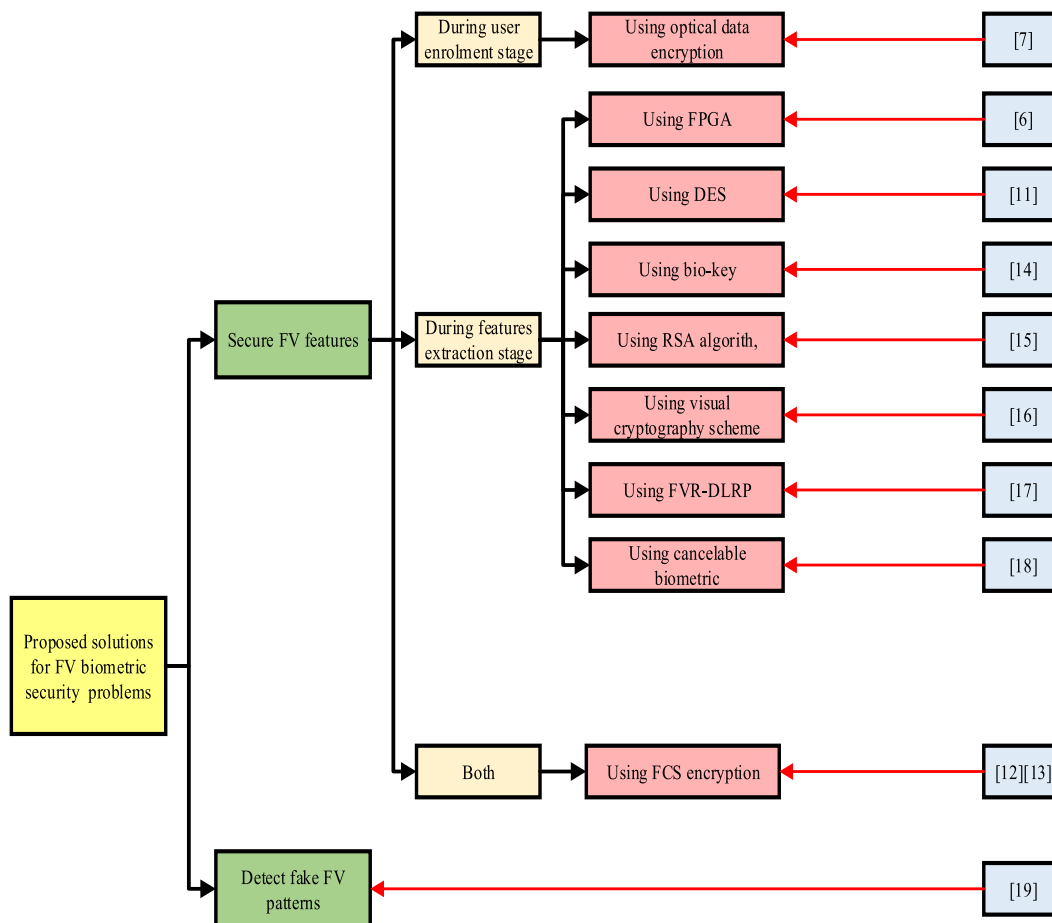 During user
enrolment stage
Using optical data
encryption
[7]
Using FPGA
[6]
Using DES
[11]
Using bio-key
[14]
Secure FV features
During features
extraction stage
Using RSA algorith,
[15]
Using visual
cryptography scheme
[16]
Using FVR-DLRP
[17]
Using cancelable
biometric
[18]
Proposed solutions
for FV biometric
security problems
Both
Using FCS encryption
[12][13]
Detect fake FV
patterns
[19]